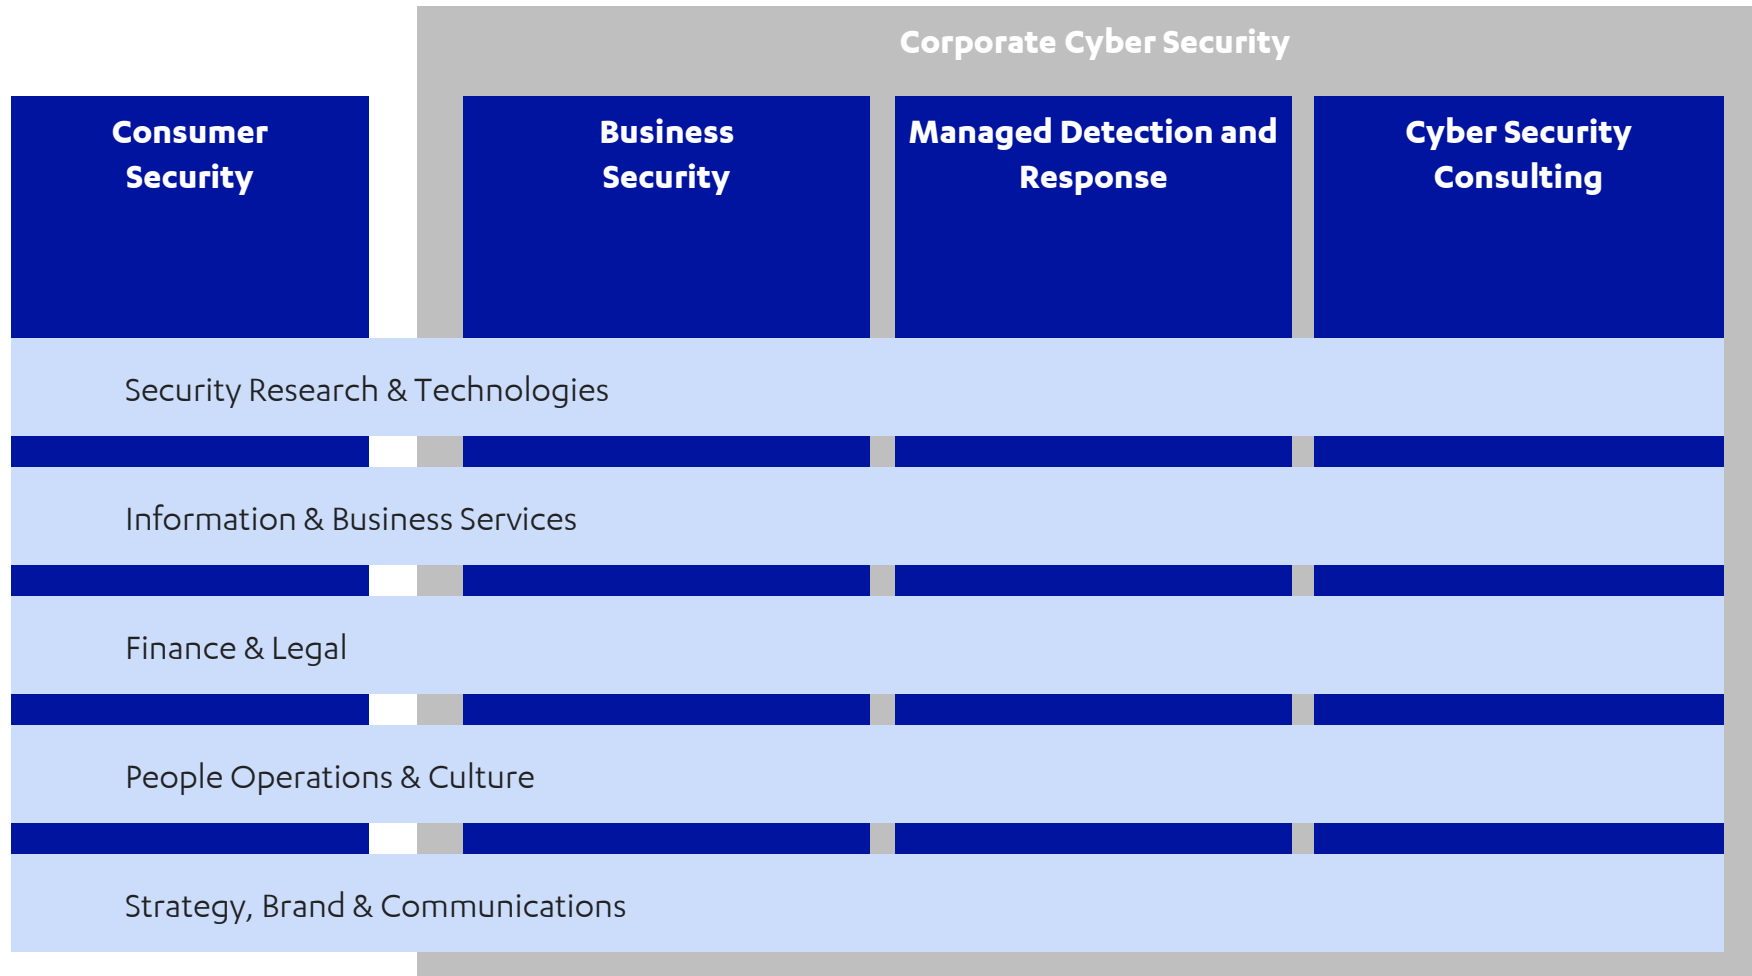 Corporate Cyber Security
Consumer
Security
Business
Security
Managed Detection and
Response
Cyber Security
Consulting
Security Research & Technologies
Information & Business Services
Finance & Legal
People Operations & Culture
Strategy, Brand & Communications